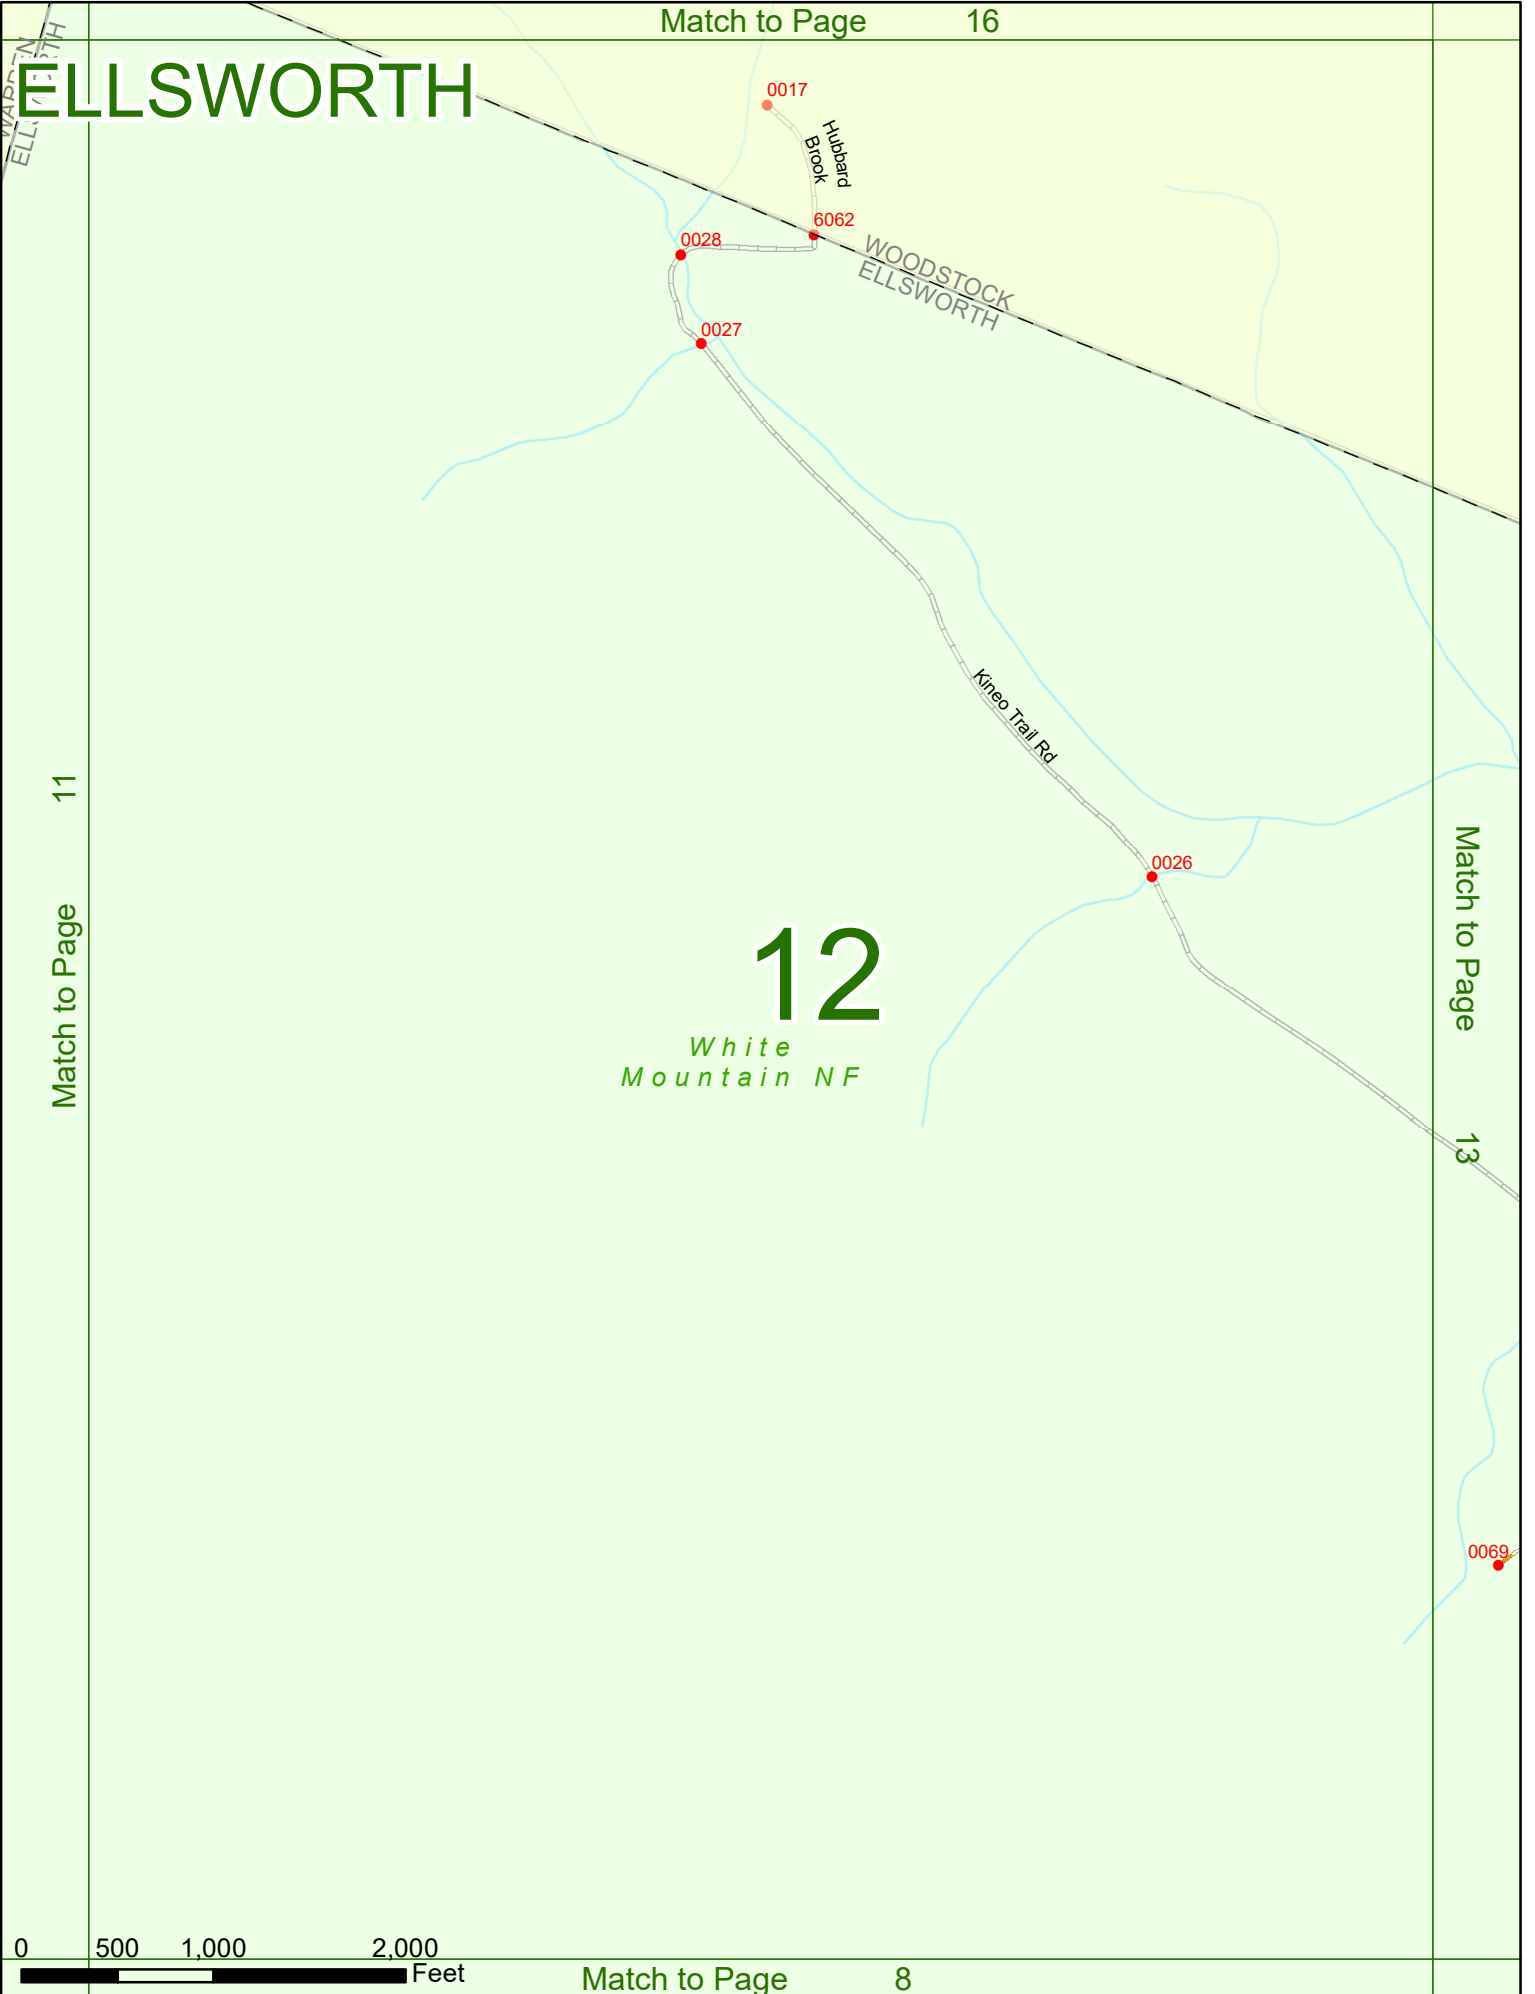 Match to Page 16
WARREN
ELLSWORTH
ELLSWORTH
0017
Hubbard
Brook
6062
0028
WOODSTOCK
ELLSWORTH
0027
Kineo Trail Rd
11
Match to Page
Match to Page
13
0026
12
White
Mountain NF
0069
0 500 1,000 2,000
Feet
Match to Page 8